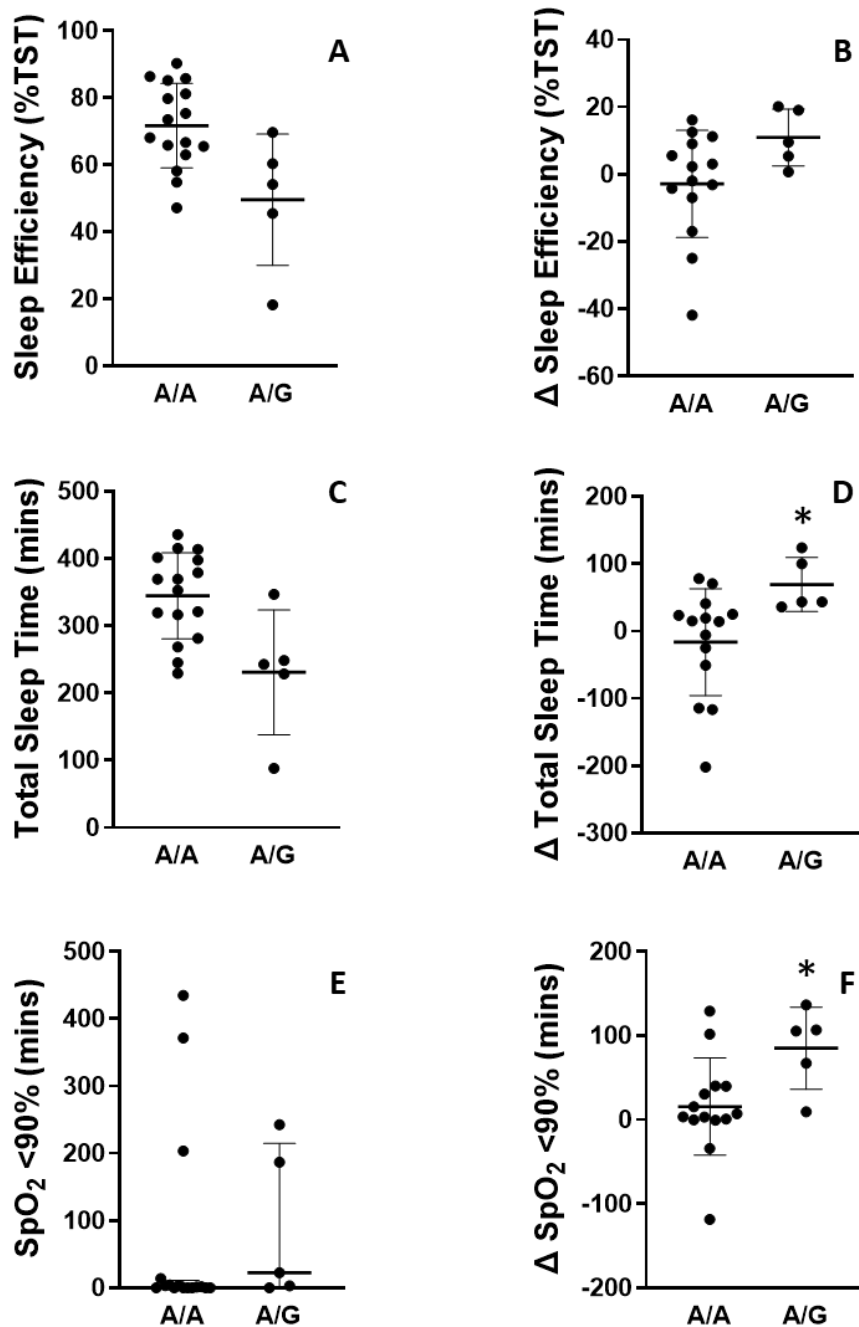 A
Sleep Efficiency (%TST)
100
80
60
40
20
0
A/A A/G
B
Δ Sleep Efficiency (%TST)
40
20
0
-20
-40
-60
A/A A/G
C
Total Sleep Time (mins)
500
400
300
200
100
0
A/A A/G
D
*
Δ Total Sleep Time (mins)
200
100
0
-100
-200
-300
A/A A/G
E
SpO₂ <90% (mins)
500
400
300
200
100
0
A/A A/G
F
*
Δ SpO₂ <90% (mins)
200
100
0
-100
-200
A/A A/G